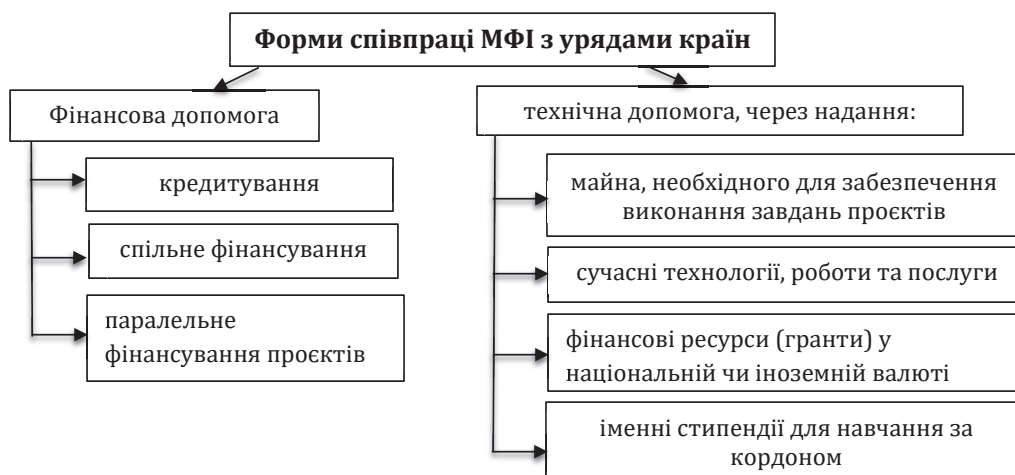 Форми співпраці МФІ з урядами країн
Фінансова допомога
кредитування
спільне фінансування
паралельне
фінансування проєктів
технічна допомога, через надання:
майна, необхідного для забезпечення
виконання завдань проєктів
сучасні технології, роботи та послуги
фінансові ресурси (гранти) у
національній чи іноземній валюті
іменні стипендії для навчання за
кордоном